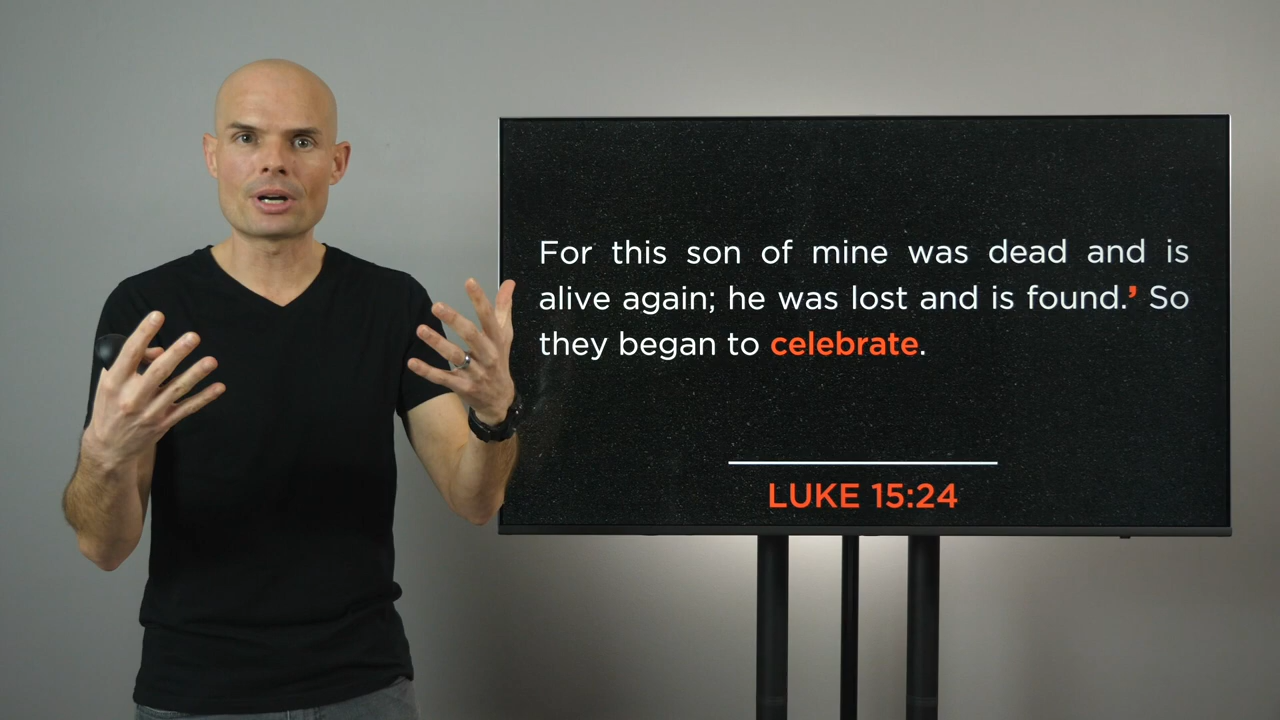 For this son of mine was dead and is
alive again; he was lost and is found.’ So
they began to celebrate.
LUKE 15:24